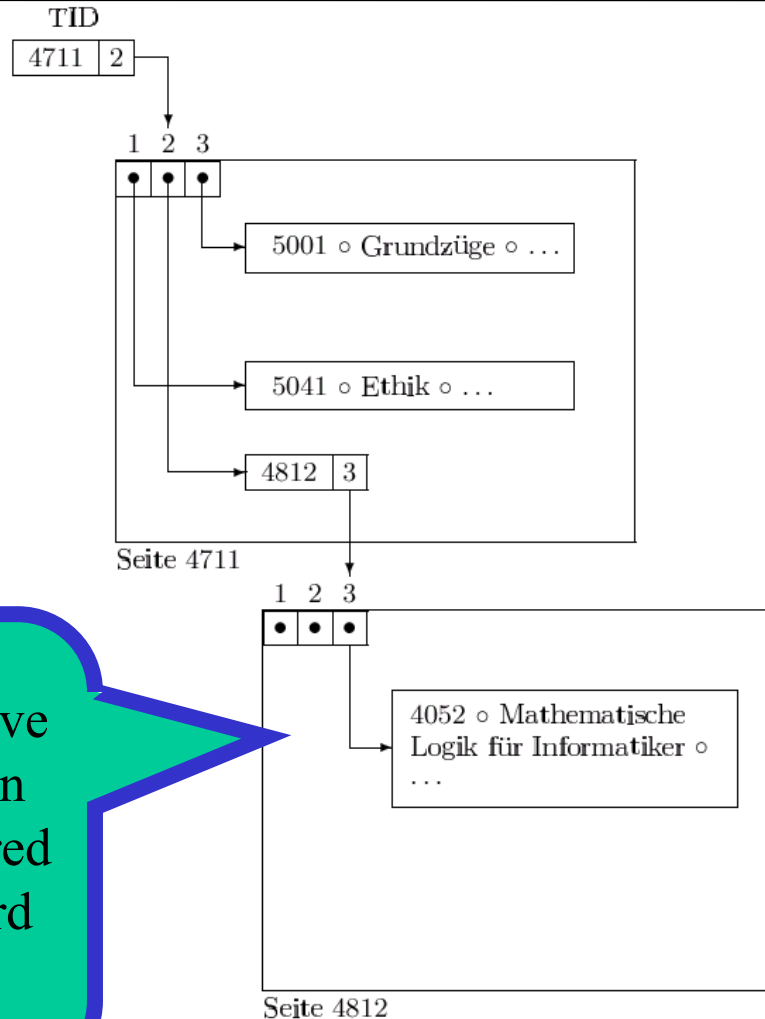 TID
4711 2
1 2 3
5001 ○ Grundzüge ○ ...
5041 ○ Ethik ○ ...
4812 3
Seite 4711
1 2 3
4052 ○ Mathematische
Logik für Informatiker ○
...
Seite 4812